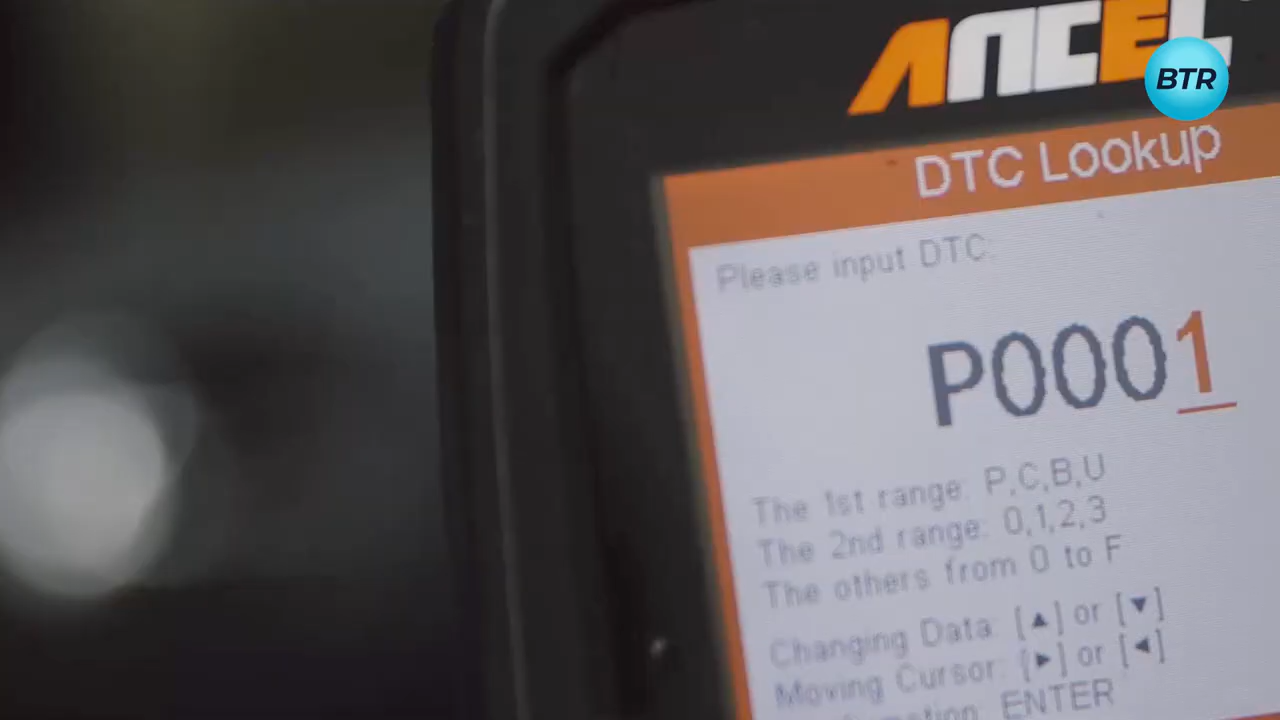 ANCEL
BTR
DTC Lookup
Please input DTC:
P0001
The 1st range: P,C,B,U
The 2nd range: 0,1,2,3
The others from 0 to F
Changing Data: [▲] or [▼]
Moving Cursor: [►] or [◄]
ENTER